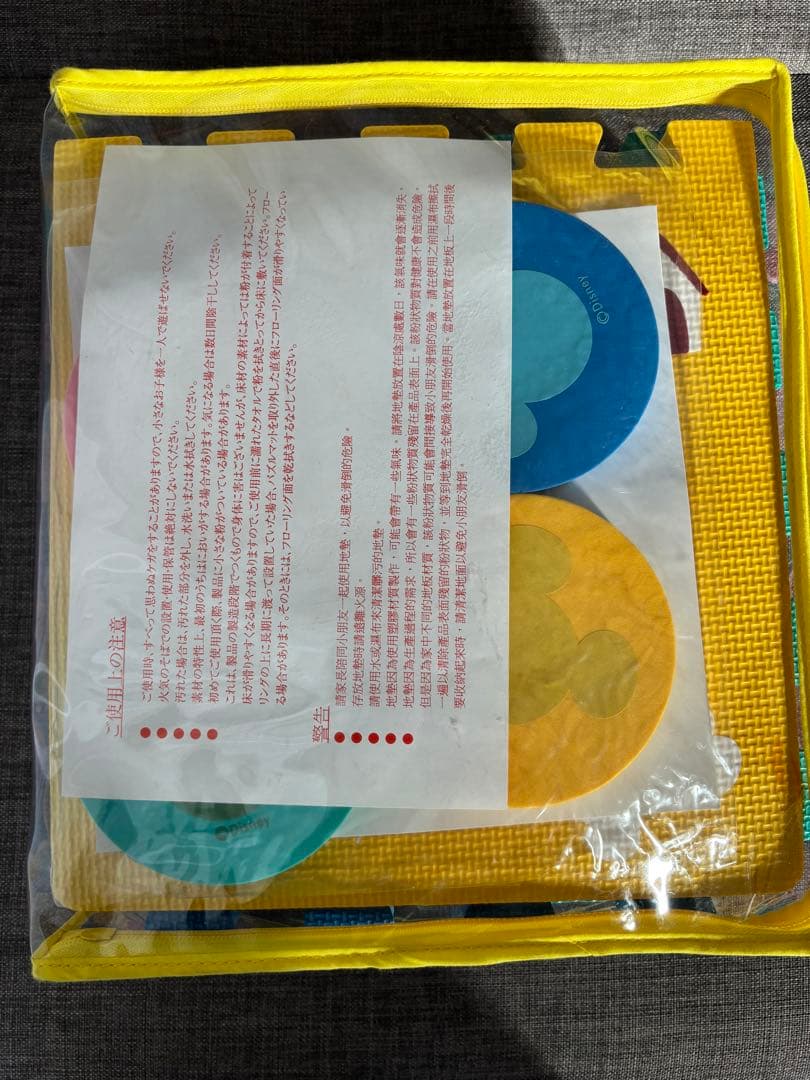 ご使用上の注意
● ご使用時、すべって思わぬケガをすることがありますので、小さなお子様を一人で遊ばせないでください。
● 火気のそばでの設置・使用・保管は絶対にしないでください。
● 汚れた場合は、汚れた部分を外し、水洗いまたは水拭きしてください。
● 素材の特性上、最初のうちはにおいがする場合があります。気になる場合は数日間陰干ししてください。
● 初めてご使用頂く際、製品に小さな粉がついている場合があります。
これは、製品の製造段階でつくもので身体に害はございませんが、床材の素材によっては粉が付着することによって
床が滑りやすくなる場合がありますので、ご使用前に濡れたタオルで粉を拭きとってから床に敷いてください。フロー
リングの上に長期に渡って設置していた場合、パズルマットを取り外した直後にフローリング面が滑りやすくなってい
る場合があります。そのときには、フローリング面を乾拭きするなどしてください。
警告
● 請家長陪同小朋友一起使用地墊，以避免滑倒的危險。
● 存放地墊時請遠離火源。
● 請使用水或濕布來清潔髒污的地墊。
● 地墊因為使用塑膠材質製作，可能會帶有一些氣味。請將地墊放置在陰涼處數日，該氣味就會逐漸消失。
● 地墊因為生產過程的需求，所以會有一些粉狀物質殘留在產品表面上。該粉狀物質對健康不會造成危險。
但是因為家中不同的地板材質，該粉狀物質可能會間接導致小朋友滑倒的危險。請在使用之前用濕布擦拭
一遍以清除產品表面殘留的粉狀物，並等到地墊完全乾燥後再開始使用。當地墊放置在地板上一段時間後
要收納起來時，請清潔地面以避免小朋友滑倒。
©Disney
©Disney